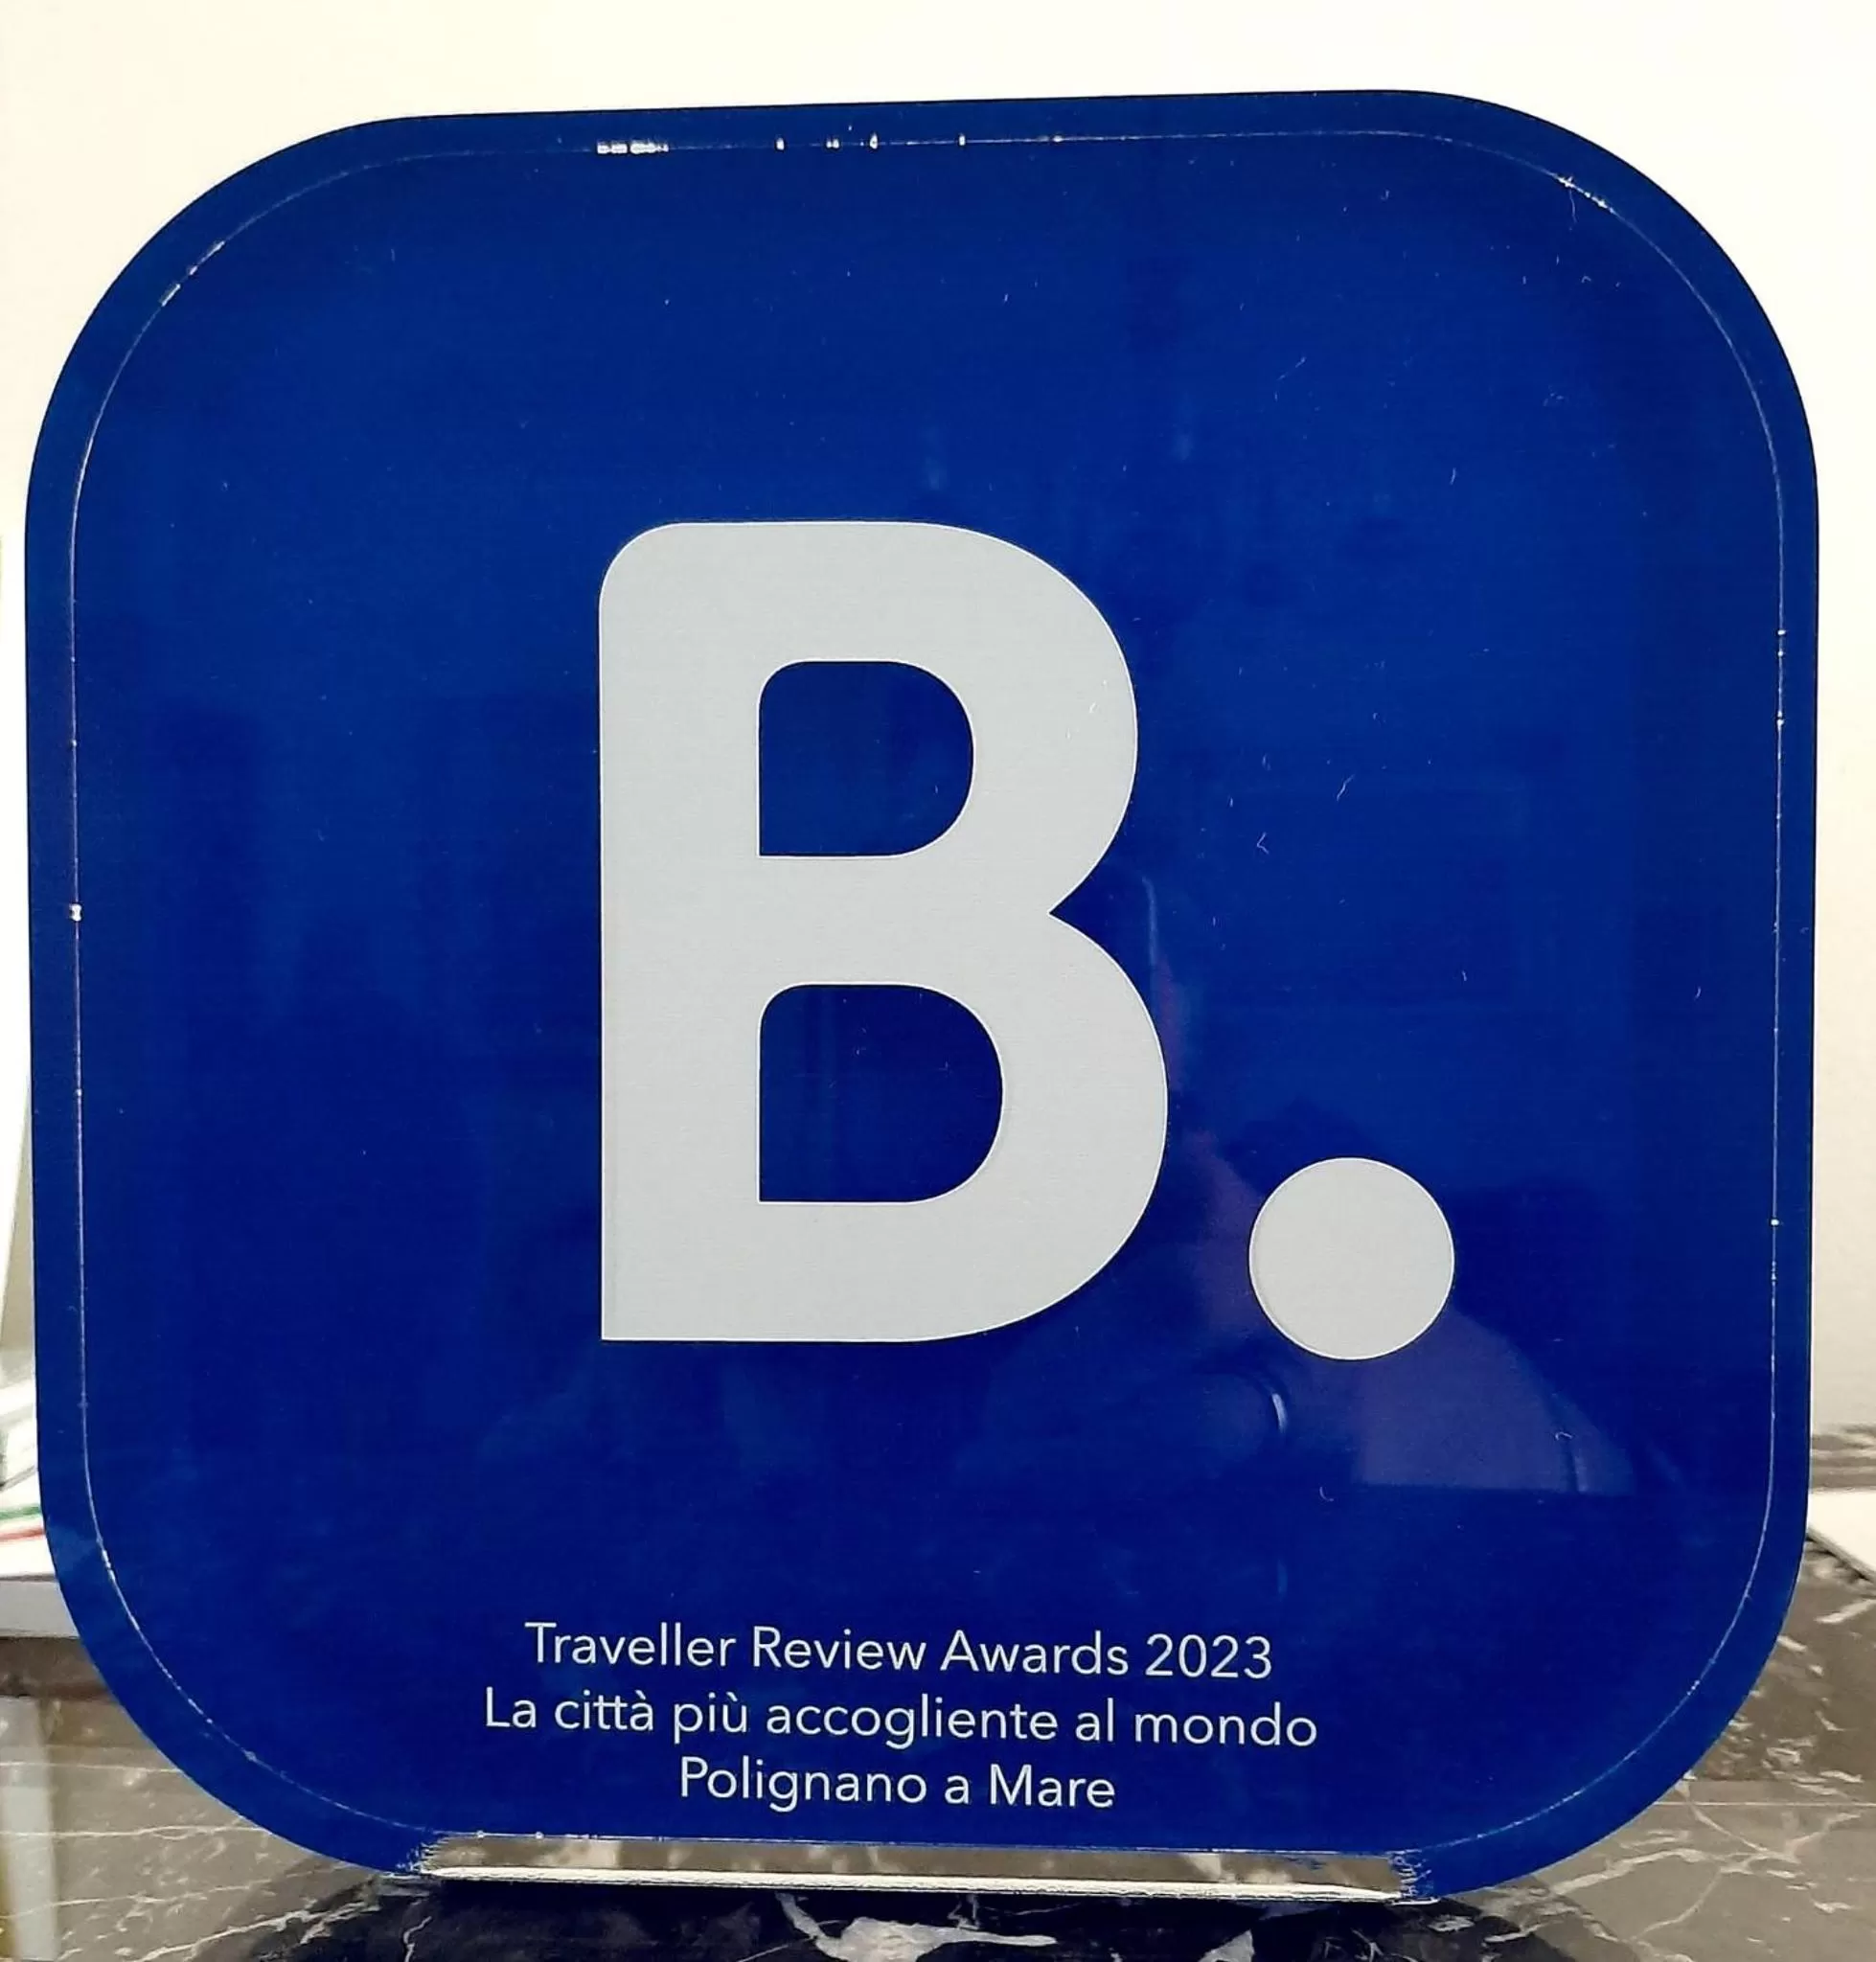 B.
Traveller Review Awards 2023
La città più accogliente al mondo
Polignano a Mare